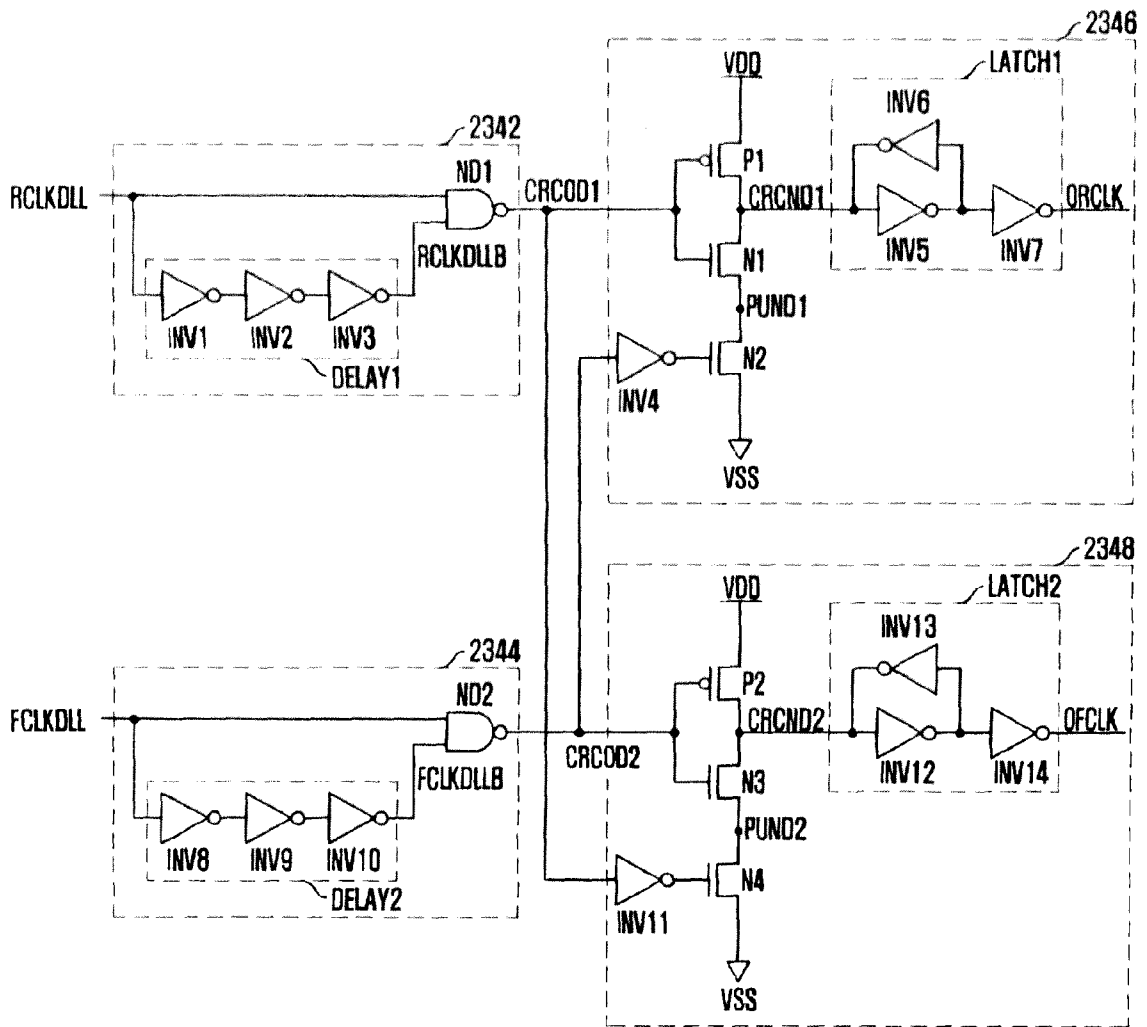 2346
VDD
LATCH1
INV6
2342
ND1
P1
RCLKDLL
CRCOD1
CRCND1
ORCLK
RCLKDLLB
N1
INV5
INV7
INV1
INV2
INV3
PUND1
DELAY1
N2
INV4
VSS
2348
VDD
LATCH2
INV13
2344
ND2
P2
FCLKDLL
CRCND2
OFCLK
CRCOD2
FCLKDLLB
N3
INV12
INV14
PUND2
INV8
INV9
INV10
N4
DELAY2
INV11
VSS